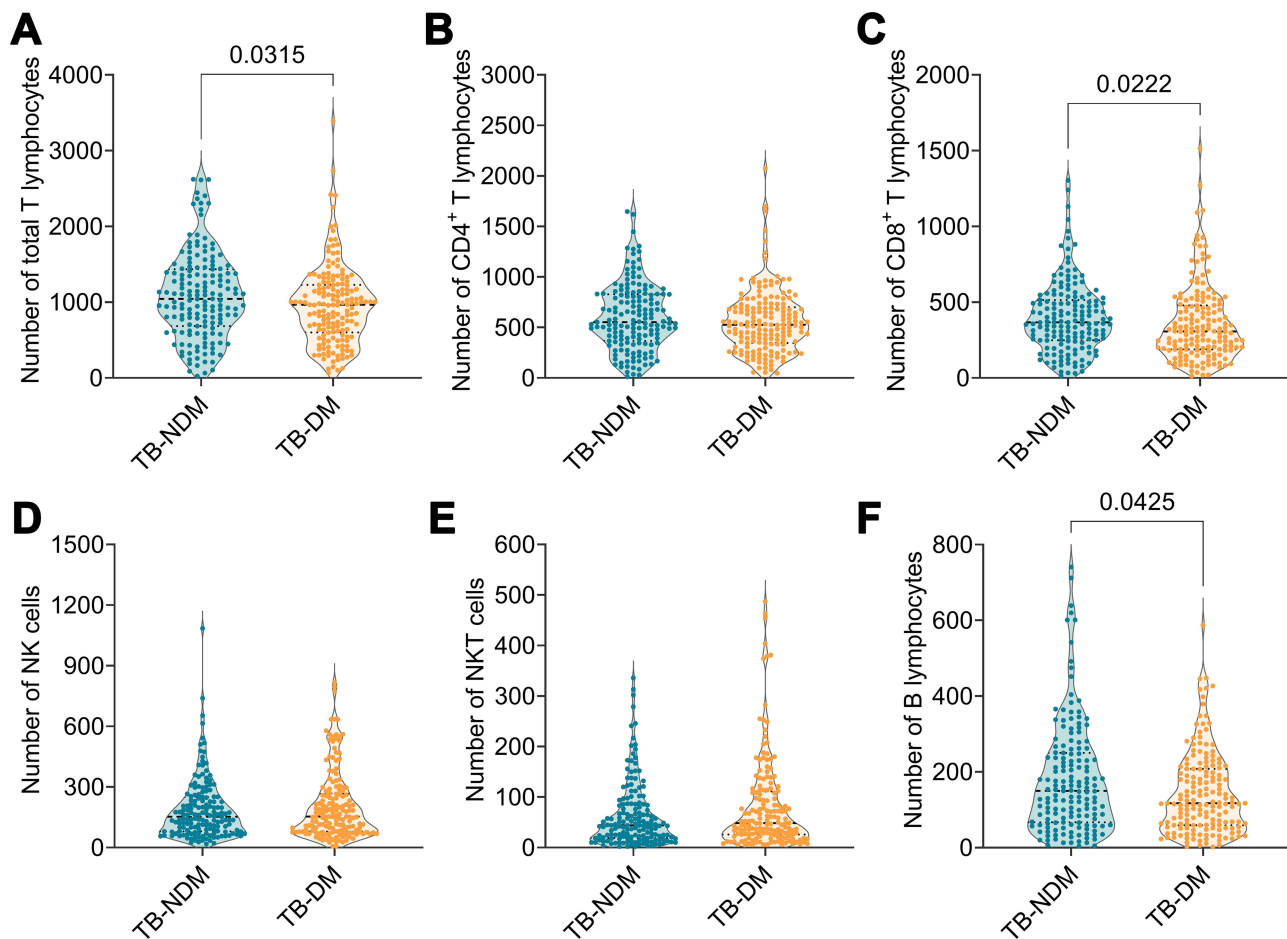 A
Number of total T lymphocytes
4000
3000
2000
1000
0
0.0315
TB-NDM
TB-DM
B
Number of CD4+ T lymphocytes
3000
2500
2000
1500
1000
500
0
TB-NDM
TB-DM
C
Number of CD8+ T lymphocytes
2000
1500
1000
500
0
0.0222
TB-NDM
TB-DM
D
Number of NK cells
1500
1200
900
600
300
0
TB-NDM
TB-DM
E
Number of NKT cells
600
500
400
300
200
100
50
0
TB-NDM
TB-DM
F
Number of B lymphocytes
800
600
400
200
0
0.0425
TB-NDM
TB-DM